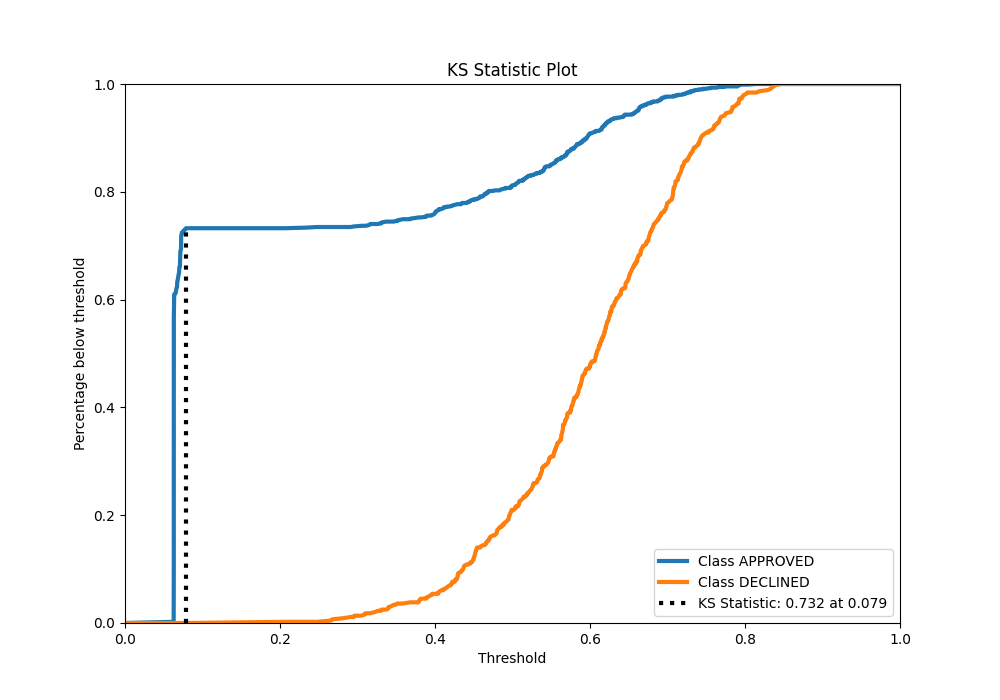 KS Statistic Plot
1.0
0.8
0.6
0.4
0.2
0.0
Percentage below threshold
0.0 0.2 0.4 0.6 0.8 1.0
Threshold
Class APPROVED
Class DECLINED
KS Statistic: 0.732 at 0.079